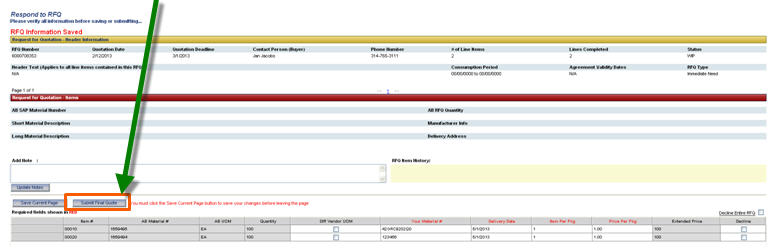 Respond to RFQ
Please verify all information before saving or submitting...
RFQ Information Saved
Request for Quotation - Header Information
RFQ Number Quotation Date Quotation Deadline Contact Person (Buyer) Phone Number # of Line Items Lines Completed Status
6000706353 2/12/2013 3/1/2013 Jan Jacobs 314-765-3111 2 2 WIP
Header Text (Applies to all line items contained in this RFQ) Consumption Period Agreement Validity Dates RFQ Type
N/A 00/00/0000 to 00/00/0000 N/A Immediate Need
Page 1 of 1 1
Request for Quotation - Items
AB SAP Material Number AB RFQ Quantity
Short Material Description Manufacturer Info
Long Material Description Delivery Address
Add Note : RFQ Item History:
Update Notes
Save Current Page Submit Final Quote You must click the Save Current Page button to save your changes before leaving the page.
Required fields shown in RED Decline Entire RFQ
Item # AB Material # AB UOM Quantity Diff Vendor UOM Your Material # Delivery Date Item Per Pkg Price Per Pkg Extended Price Decline
00010 EA 100 5/1/2013 1 1.00 100
00020 EA 100 123456 5/1/2013 1 1.00 100